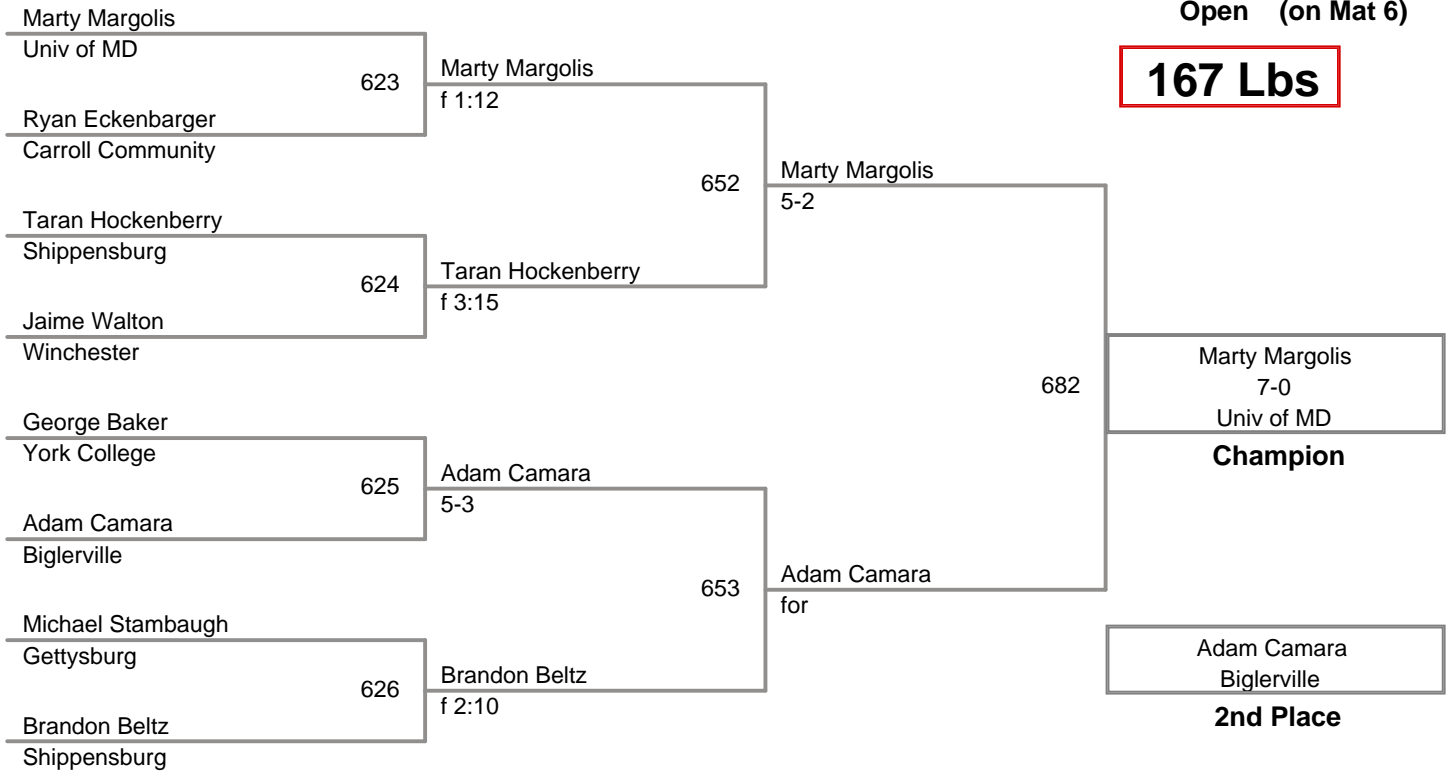 Open (on Mat 6)
167 Lbs
Marty Margolis
Univ of MD
623
Ryan Eckenbarger
Carroll Community
Marty Margolis
f 1:12
Taran Hockenberry
Shippensburg
624
Jaime Walton
Winchester
Taran Hockenberry
f 3:15
652
Marty Margolis
5-2
George Baker
York College
625
Adam Camara
Biglerville
Adam Camara
5-3
Michael Stambaugh
Gettysburg
626
Brandon Beltz
Shippensburg
Brandon Beltz
f 2:10
653
Adam Camara
for
682
Marty Margolis
7-0
Univ of MD
Champion
Adam Camara
Biglerville
2nd Place